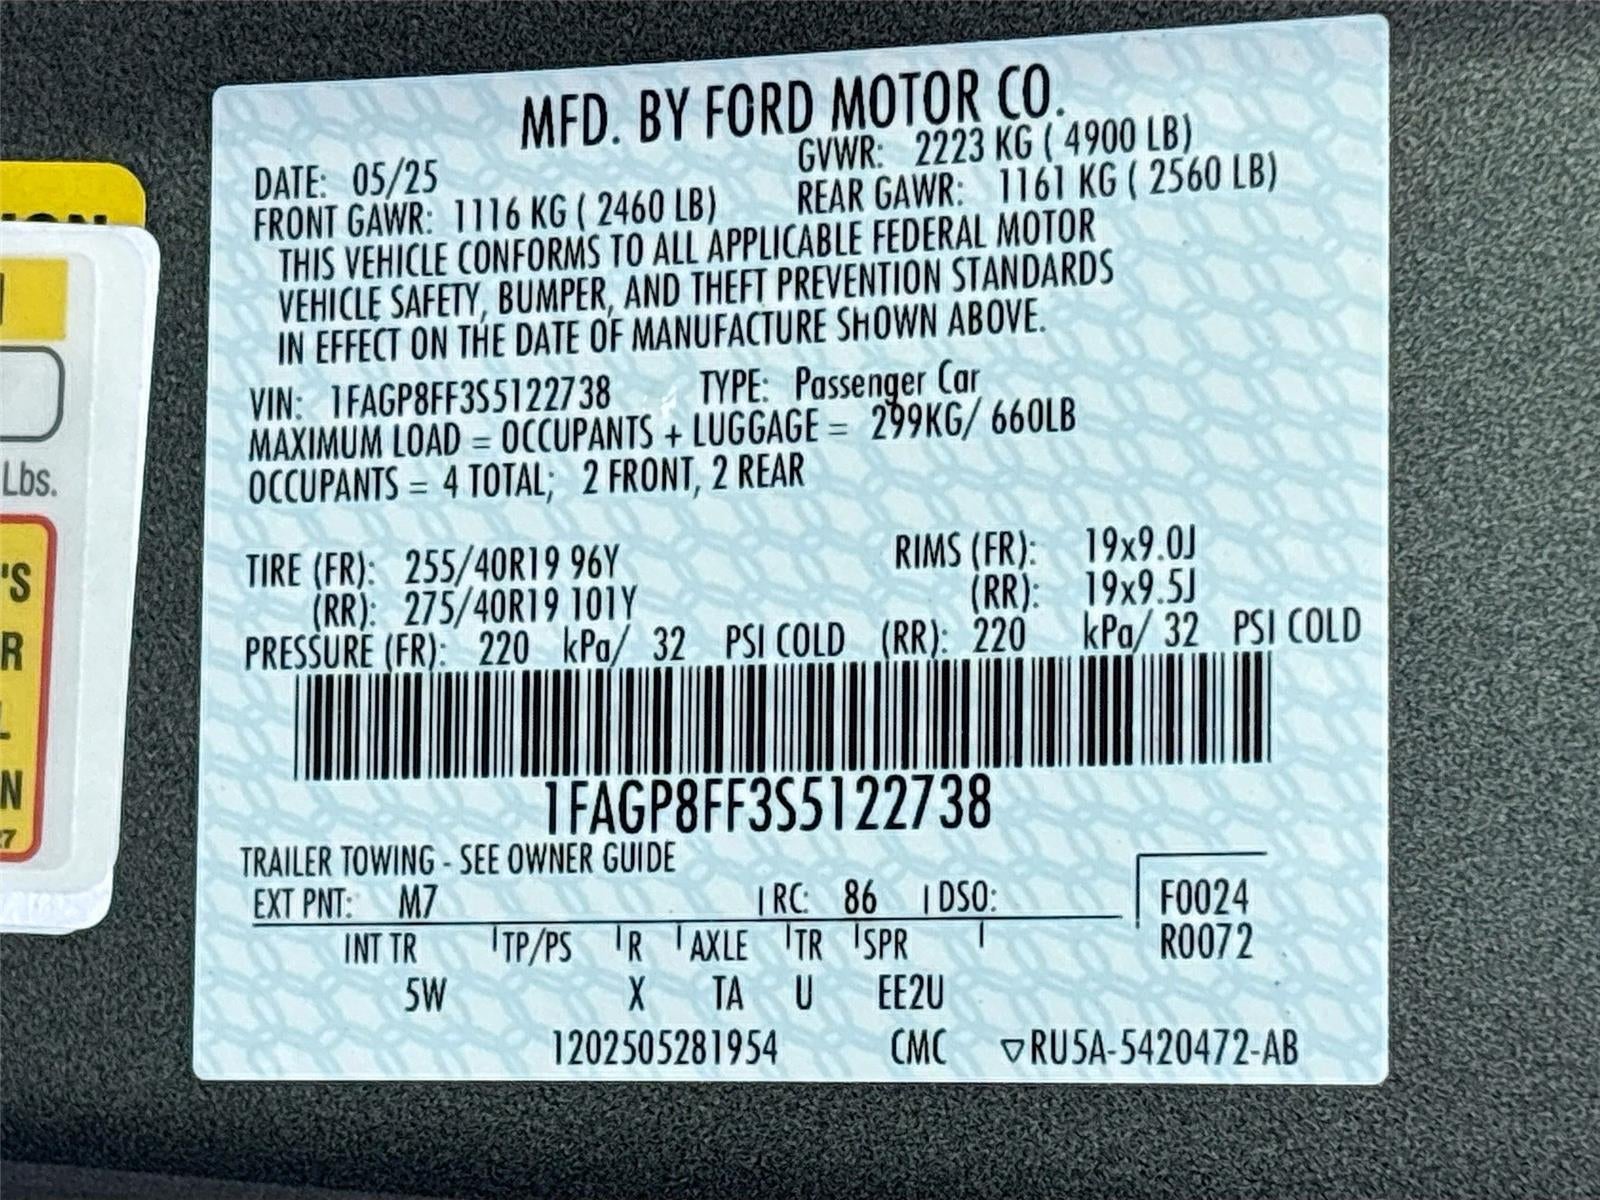 MFD. BY FORD MOTOR CO.
DATE: 05/25 GVWR: 2223 KG ( 4900 LB)
FRONT GAWR: 1116 KG ( 2460 LB) REAR GAWR: 1161 KG ( 2560 LB)
THIS VEHICLE CONFORMS TO ALL APPLICABLE FEDERAL MOTOR
VEHICLE SAFETY, BUMPER, AND THEFT PREVENTION STANDARDS
IN EFFECT ON THE DATE OF MANUFACTURE SHOWN ABOVE.
VIN: 1FAGP8FF3S5122738 TYPE: Passenger Car
MAXIMUM LOAD = OCCUPANTS + LUGGAGE = 299KG/ 660LB
OCCUPANTS = 4 TOTAL; 2 FRONT, 2 REAR
TIRE (FR): 255/40R19 96Y RIMS (FR): 19x9.0J
(RR): 275/40R19 101Y (RR): 19x9.5J
PRESSURE (FR): 220 kPa/ 32 PSI COLD (RR): 220 kPa/ 32 PSI COLD
1FAGP8FF3S5122738
TRAILER TOWING - SEE OWNER GUIDE
EXT PNT: M7 RC: 86 DSO: F0024
INT TR TP/PS R AXLE TR SPR R0072
5W X TA U EE2U
1202505281954 CMC ▽RU5A-5420472-AB
Lbs.
'S
R
L
N